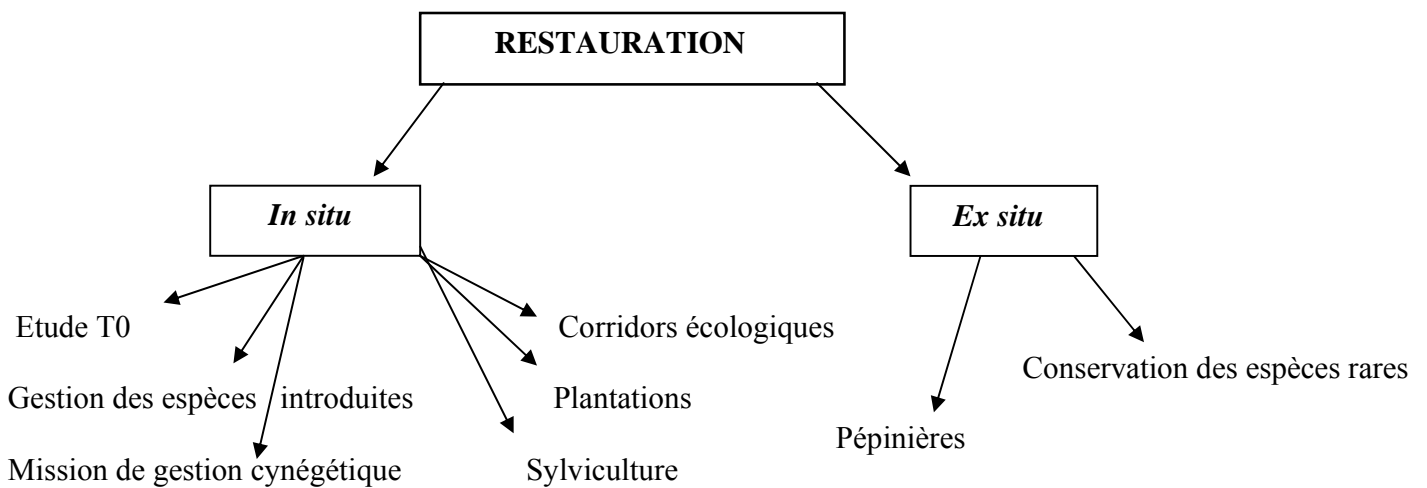 RESTAURATION
In situ
Ex situ
Etude T0
Corridors écologiques
Conservation des espèces rares
Gestion des espèces introduites
Plantations
Pépinières
Mission de gestion cynégétique
Sylviculture